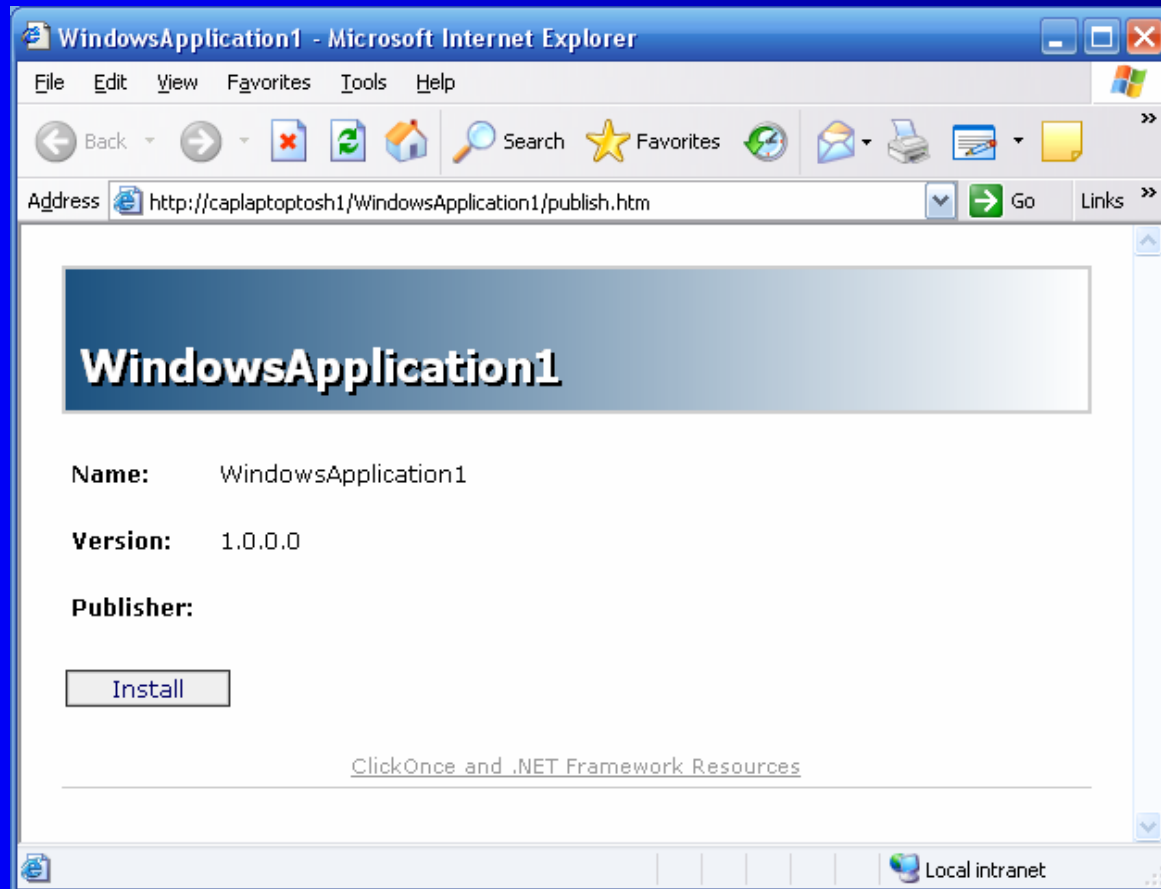 WindowsApplication1 - Microsoft Internet Explorer
File Edit View Favorites Tools Help
Back Search Favorites »
Address http://caplaptoptosh1/WindowsApplication1/publish.htm Go Links »
WindowsApplication1
Name: WindowsApplication1
Version: 1.0.0.0
Publisher:
Install
ClickOnce and .NET Framework Resources
Local intranet